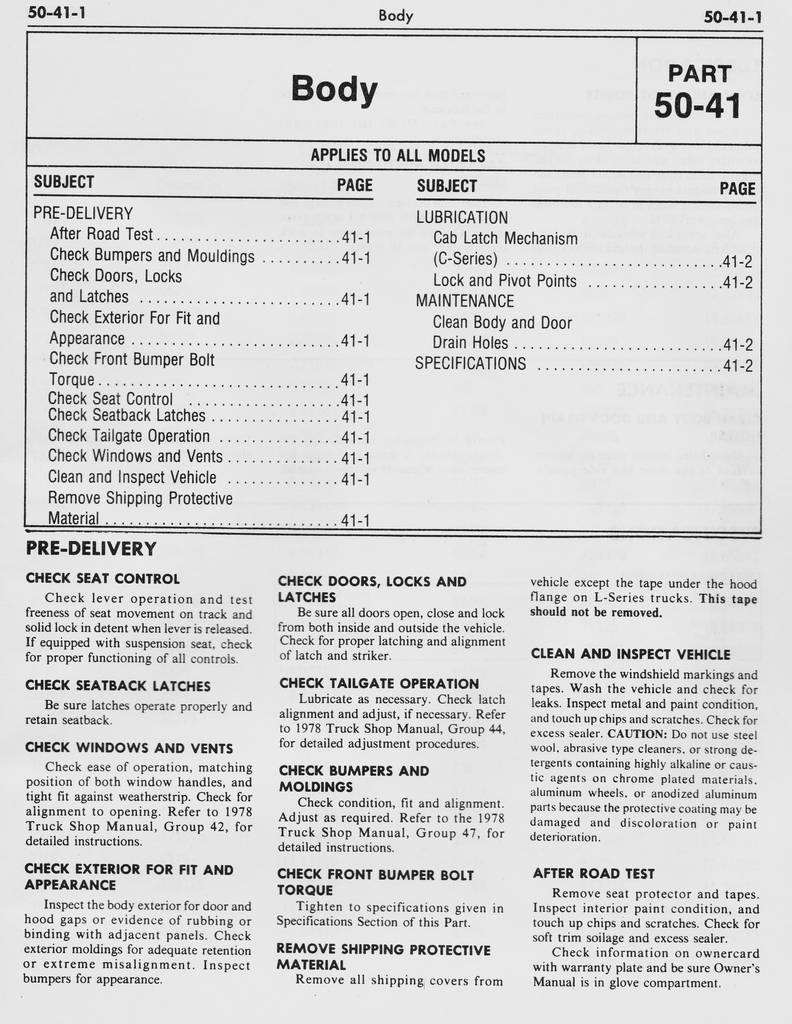 50-41-1 Body 50-41-1
Body
PART
50-41
APPLIES TO ALL MODELS
SUBJECT PAGE
PRE-DELIVERY
After Road Test......................41-1
Check Bumpers and Mouldings ..........41-1
Check Doors, Locks
and Latches ........................41-1
Check Exterior For Fit and
Appearance .........................41-1
Check Front Bumper Bolt
Torque.............................41-1
Check Seat Control ..................41-1
Check Seatback Latches ................41-1
Check Tailgate Operation ..............41-1
Check Windows and Vents .............41-1
Clean and Inspect Vehicle .............41-1
Remove Shipping Protective
Material ............................41-1
SUBJECT PAGE
LUBRICATION
Cab Latch Mechanism
(C-Series) ..........................41-2
Lock and Pivot Points ................41-2
MAINTENANCE
Clean Body and Door
Drain Holes .........................41-2
SPECIFICATIONS ......................41-2
PRE-DELIVERY
CHECK SEAT CONTROL
Check lever operation and test
freeness of seat movement on track and
solid lock in detent when lever is released.
If equipped with suspension seat, check
for proper functioning of all controls.
CHECK SEATBACK LATCHES
Be sure latches operate properly and
retain seatback.
CHECK WINDOWS AND VENTS
Check ease of operation, matching
position of both window handles, and
tight fit against weatherstrip. Check for
alignment to opening. Refer to 1978
Truck Shop Manual, Group 42, for
detailed instructions.
CHECK EXTERIOR FOR FIT AND
APPEARANCE
Inspect the body exterior for door and
hood gaps or evidence of rubbing or
binding with adjacent panels. Check
exterior moldings for adequate retention
or extreme misalignment. Inspect
bumpers for appearance.
CHECK DOORS, LOCKS AND
LATCHES
Be sure all doors open, close and lock
from both inside and outside the vehicle.
Check for proper latching and alignment
of latch and striker.
CHECK TAILGATE OPERATION
Lubricate as necessary. Check latch
alignment and adjust, if necessary. Refer
to 1978 Truck Shop Manual, Group 44,
for detailed adjustment procedures.
CHECK BUMPERS AND
MOLDINGS
Check condition, fit and alignment.
Adjust as required. Refer to the 1978
Truck Shop Manual, Group 47, for
detailed instructions.
CHECK FRONT BUMPER BOLT
TORQUE
Tighten to specifications given in
Specifications Section of this Part.
REMOVE SHIPPING PROTECTIVE
MATERIAL
Remove all shipping covers from
vehicle except the tape under the hood
flange on L-Series trucks. This tape
should not be removed.
CLEAN AND INSPECT VEHICLE
Remove the windshield markings and
tapes. Wash the vehicle and check for
leaks. Inspect metal and paint condition,
and touch up chips and scratches. Check for
excess sealer. CAUTION: Do not use steel
wool, abrasive type cleaners, or strong de-
tergents containing highly alkaline or caus-
tic agents on chrome plated materials,
aluminum wheels, or anodized aluminum
parts because the protective coating may be
damaged and discoloration or paint
deterioration.
AFTER ROAD TEST
Remove seat protector and tapes.
Inspect interior paint condition, and
touch up chips and scratches. Check for
soft trim soilage and excess sealer.
Check information on ownercard
with warranty plate and be sure Owner's
Manual is in glove compartment.